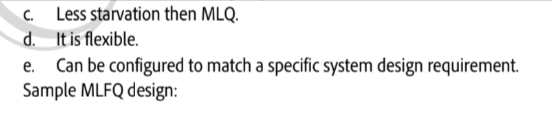 c. Less starvation then MLQ.
d. It is flexible.
e. Can be configured to match a specific system design requirement.
Sample MLFQ design: